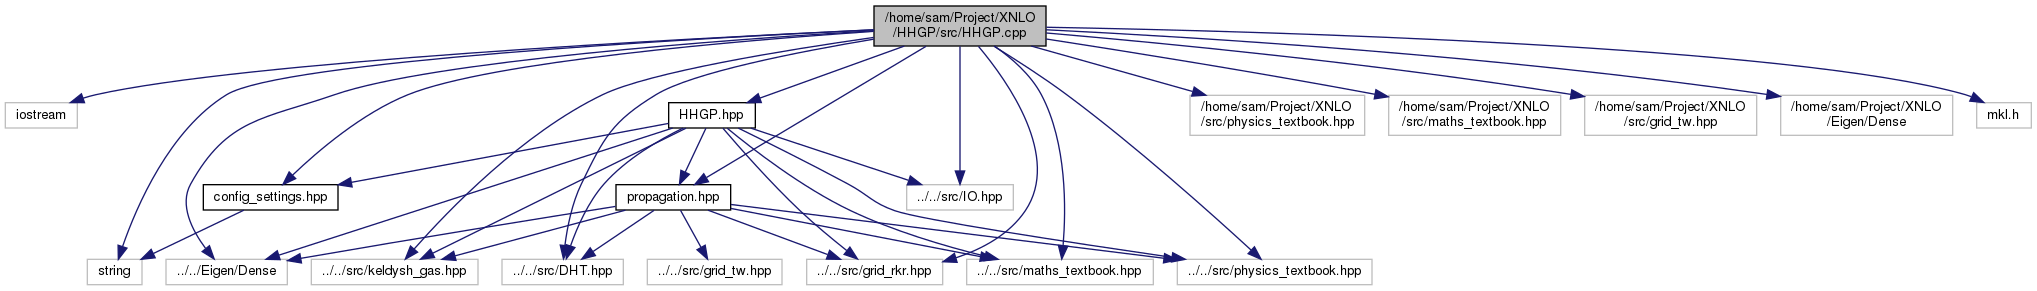 /home/sam/Project/XNLO
/HHGP/src/HHGP.cpp
iostream
HHGP.hpp
/home/sam/Project/XNLO
/src/physics_textbook.hpp
/home/sam/Project/XNLO
/src/maths_textbook.hpp
/home/sam/Project/XNLO
/src/grid_tw.hpp
/home/sam/Project/XNLO
/Eigen/Dense
mkl.h
config_settings.hpp
propagation.hpp
../../src/IO.hpp
string
../../Eigen/Dense
../../src/keldysh_gas.hpp
../../src/DHT.hpp
../../src/grid_tw.hpp
../../src/grid_rkr.hpp
../../src/maths_textbook.hpp
../../src/physics_textbook.hpp